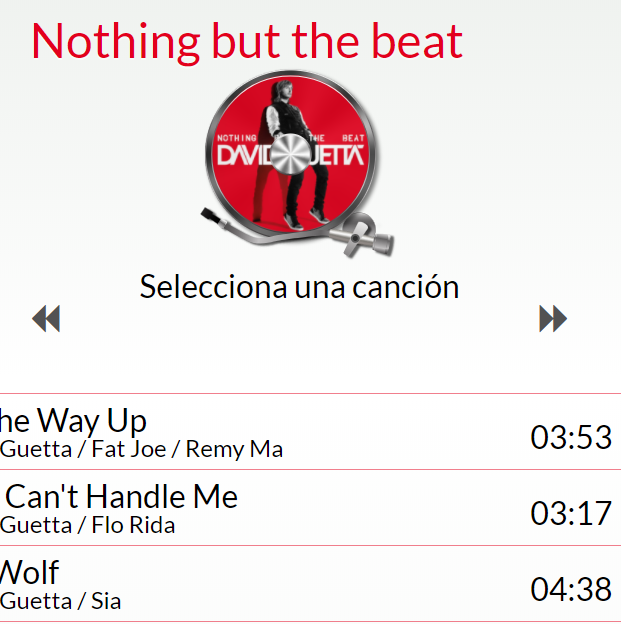 Nothing but the beat
NOTHING THE BEAT
DAVID UETTA
Selecciona una canción
he Way Up
03:53
Guetta / Fat Joe / Remy Ma
Can't Handle Me
03:17
Guetta / Flo Rida
Wolf
04:38
Guetta / Sia